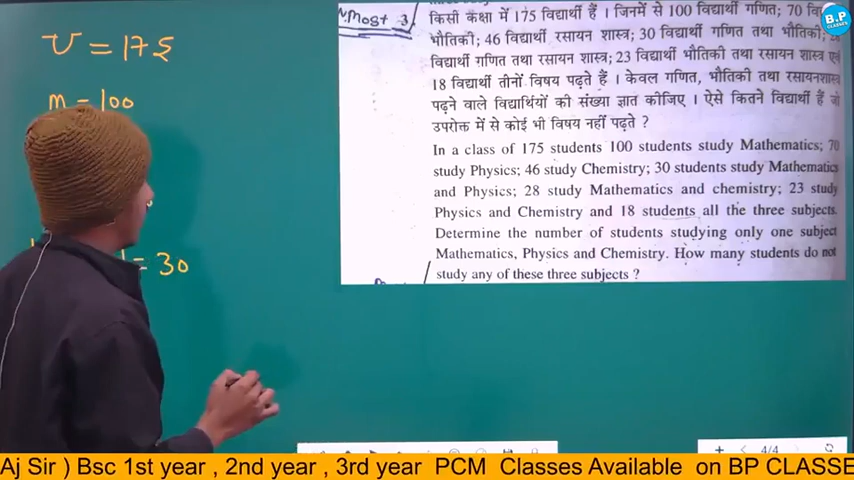 U = 175
m = 100
= 30
Most 3.
किसी कक्षा में 175 विद्यार्थी हैं । जिनमें से 100 विद्यार्थी गणित; 70
भौतिकी; 46 विद्यार्थी रसायन शास्त्र; 30 विद्यार्थी गणित तथा भौतिकी;
विद्यार्थी गणित तथा रसायन शास्त्र; 23 विद्यार्थी भौतिकी तथा रसायन शास्त्र एवं
18 विद्यार्थी तीनों विषय पढ़ते हैं । केवल गणित, भौतिकी तथा रसायनशास्त्र
पढ़ने वाले विद्यार्थियों की संख्या ज्ञात कीजिए । ऐसे कितने विद्यार्थी हैं जो
उपरोक्त में से कोई भी विषय नहीं पढ़ते ?
In a class of 175 students 100 students study Mathematics; 70
study Physics; 46 study Chemistry; 30 students study Mathematics
and Physics; 28 study Mathematics and chemistry; 23 study
Physics and Chemistry and 18 students all the three subjects.
Determine the number of students studying only one subject
Mathematics, Physics and Chemistry. How many students do not
study any of these three subjects ?
B.P
CLASSES
4/4
Aj Sir ) Bsc 1st year , 2nd year , 3rd year PCM Classes Available on BP CLASSE